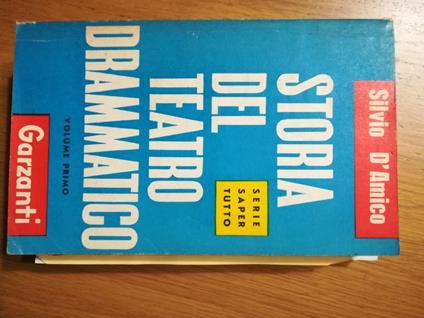 Silvio D'Amico
STORIA
DEL
TEATRO
DRAMMATICO
SERIE
SAPER
TUTTO
VOLUME PRIMO
Garzanti